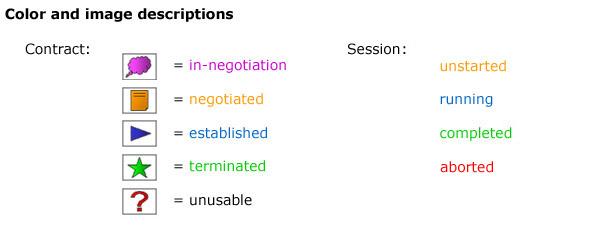 Color and image descriptions
Contract: Session:
= in-negotiation unstarted
= negotiated running
= established completed
= terminated aborted
? = unusable